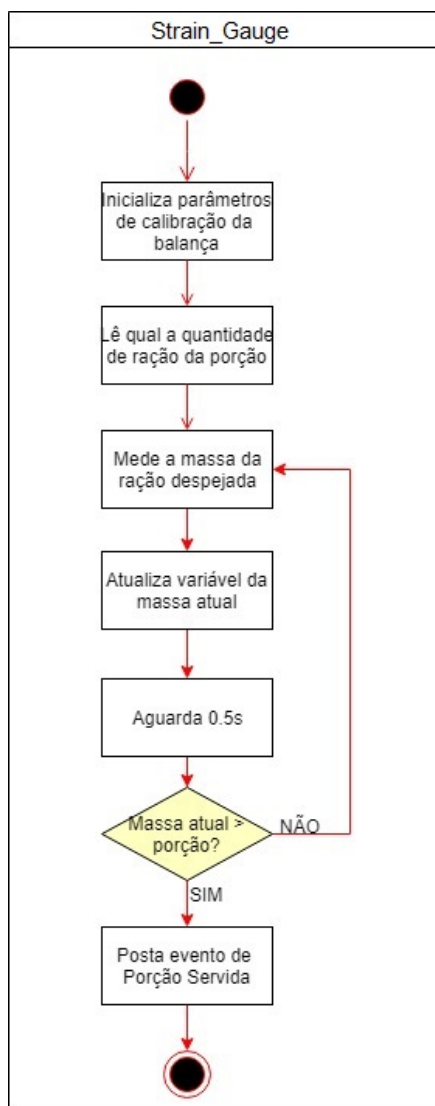 Strain_Gauge
Inicializa parâmetros
de calibração da
balança
Lê qual a quantidade
de ração da porção
Mede a massa da
ração despejada
Atualiza variável da
massa atual
Aguarda 0.5s
Massa atual >
porção?
NÃO
SIM
Posta evento de
Porção Servida